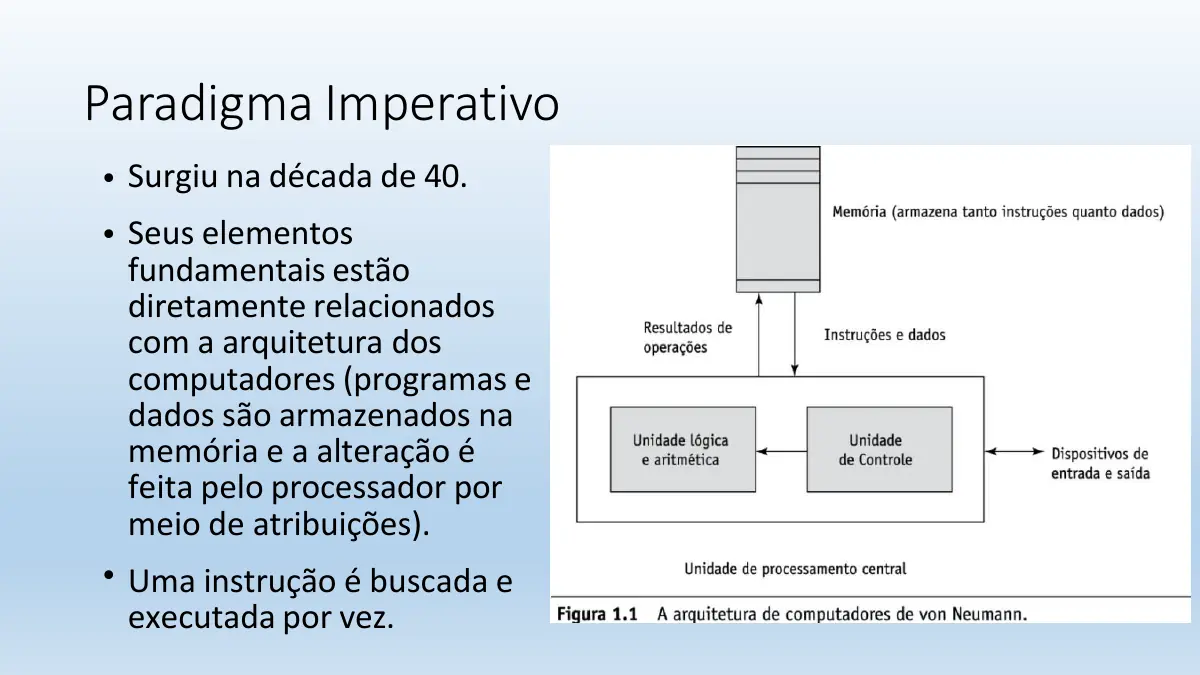 Paradigma Imperativo
• Surgiu na década de 40.
• Seus elementos
fundamentais estão
diretamente relacionados
com a arquitetura dos
computadores (programas e
dados são armazenados na
memória e a alteração é
feita pelo processador por
meio de atribuições).
• Uma instrução é buscada e
executada por vez.
Memória (armazena tanto instruções quanto dados)
Resultados de
operações
Instruções e dados
Unidade lógica
e aritmética
Unidade
de Controle
Dispositivos de
entrada e saída
Unidade de processamento central
Figura 1.1 A arquitetura de computadores de von Neumann.